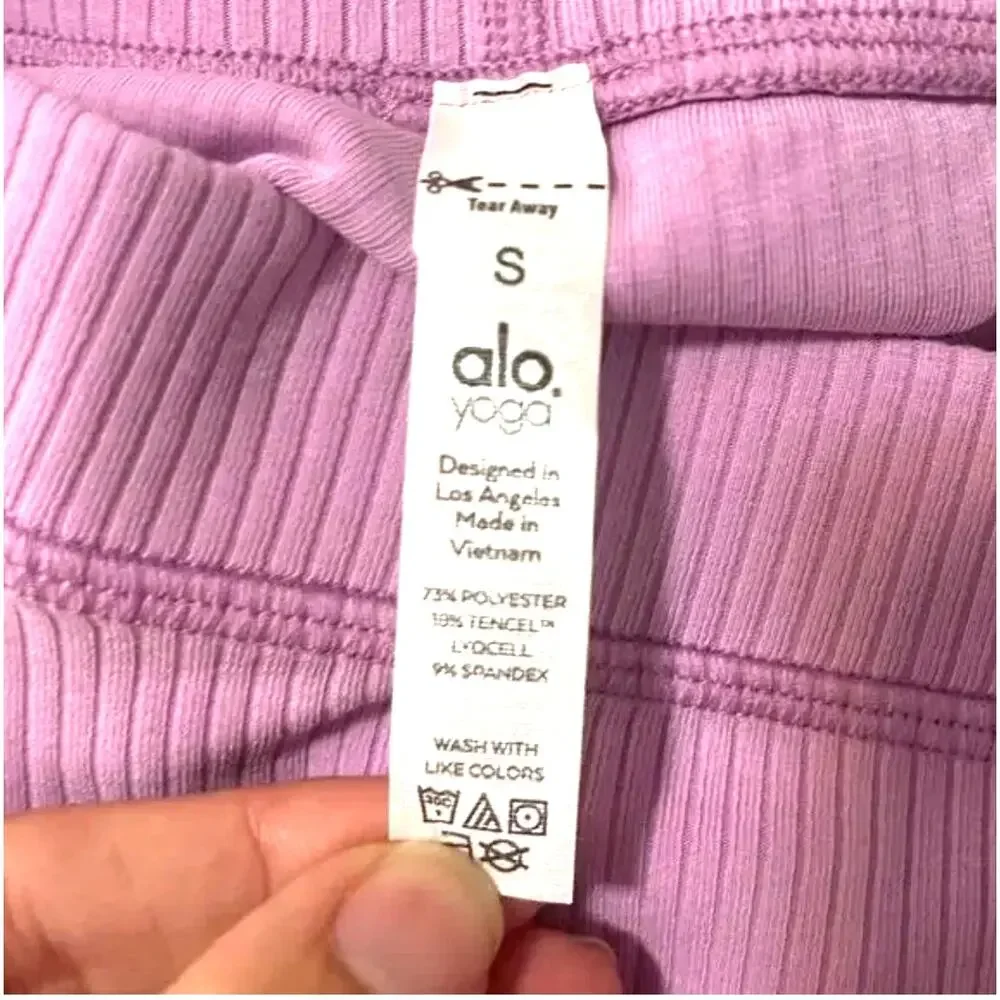 Tear Away
S
alo.
yoga
Designed in
Los Angeles
Made in
Vietnam
73% POLYESTER
18% TENCEL™
LYOCELL
9% SPANDEX
WASH WITH
LIKE COLORS
30C